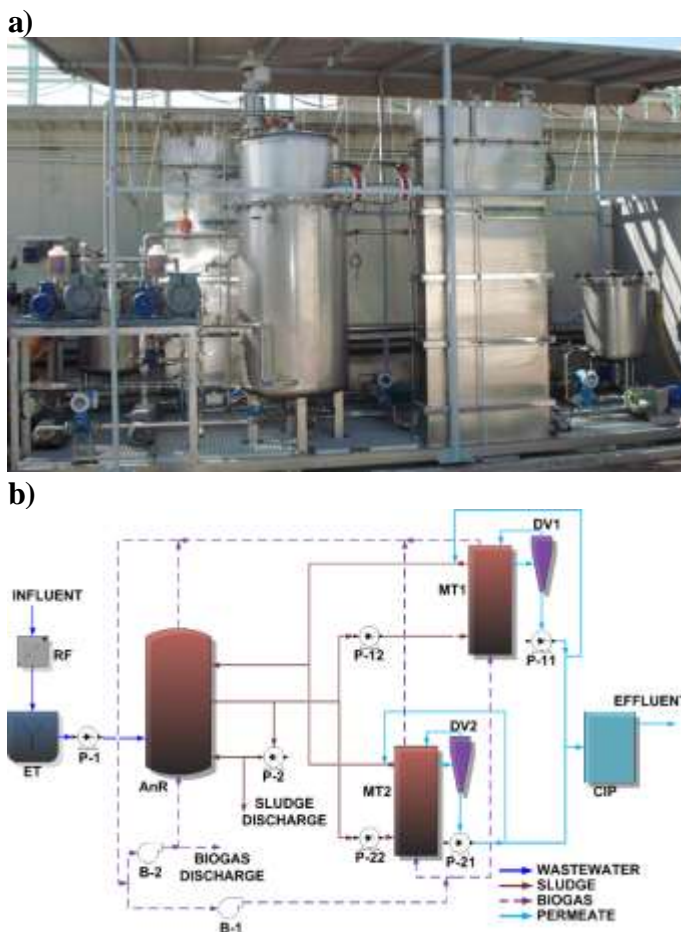 a)
b)
DV1
INFLUENT
MT1
RF
P-12
P-11
EFFLUENT
DV2
P-1
ET
AnR
P-2
MT2
CIP
SLUDGE
DISCHARGE
P-22
P-21
B-2
BIOGAS
DISCHARGE
B-1
WASTEWATER
SLUDGE
BIOGAS
PERMEATE